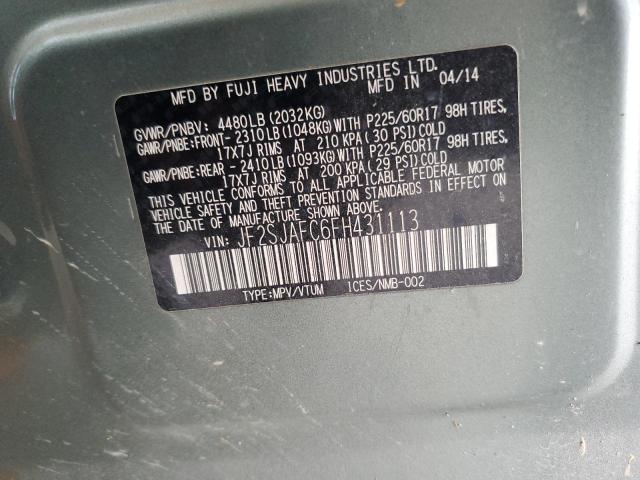 MFD BY FUJI HEAVY INDUSTRIES LTD.
MFD IN 04/14
GVWR/PNBV: 4480LB(2032KG)
GAWR/PNBE:FRONT-2310LB(1048KG)WITH P225/60R17 98H TIRES,
17X7J RIMS AT 210 KPA(30 PSI)COLD
GAWR/PNBE:REAR -2410LB(1093KG)WITH P225/60R17 98H TIRES,
17X7J RIMS AT 200 KPA(29 PSI)COLD
THIS VEHICLE CONFORMS TO ALL APPLICABLE FEDERAL MOTOR
VEHICLE SAFETY AND THEFT PREVENTION STANDARDS IN EFFECT ON
THE DATE OF MANUFACTURE SHOWN ABOVE.
VIN: JF2SJAFC6FH431113
TYPE:MPV/VTUM ICES/NMB-002